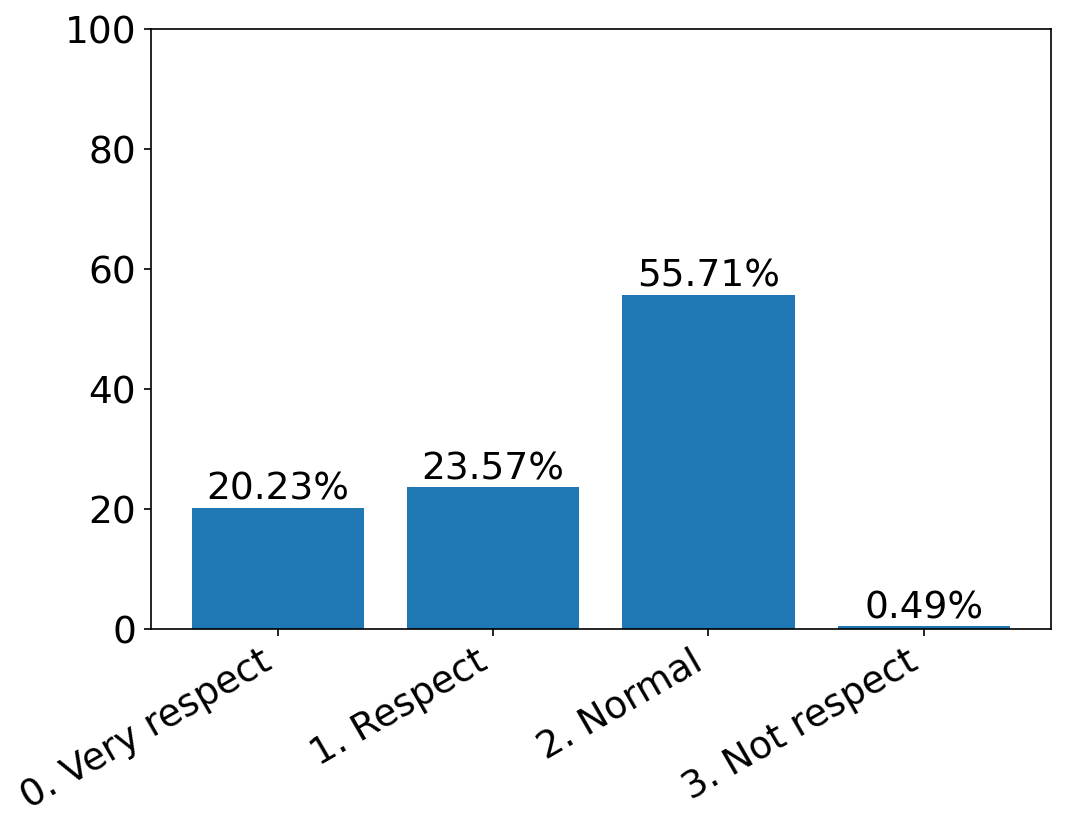 100
80
60
40
20
0
20.23%
23.57%
55.71%
0.49%
0. Very respect
1. Respect
2. Normal
3. Not respect